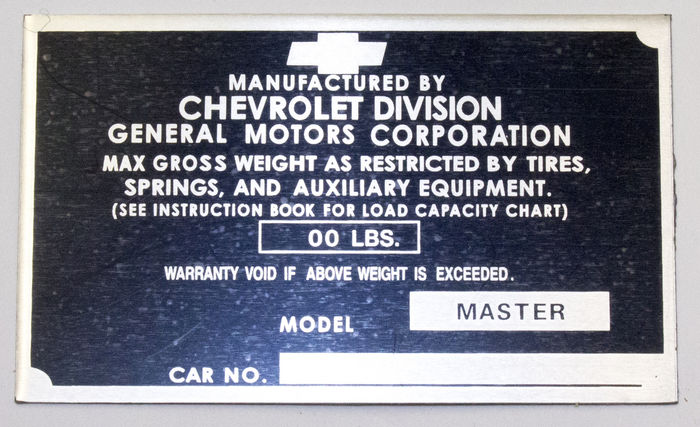 MANUFACTURED BY
CHEVROLET DIVISION
GENERAL MOTORS CORPORATION
MAX GROSS WEIGHT AS RESTRICTED BY TIRES,
SPRINGS, AND AUXILIARY EQUIPMENT.
(SEE INSTRUCTION BOOK FOR LOAD CAPACITY CHART)
00 LBS.
WARRANTY VOID IF ABOVE WEIGHT IS EXCEEDED.
MODEL MASTER
CAR NO.